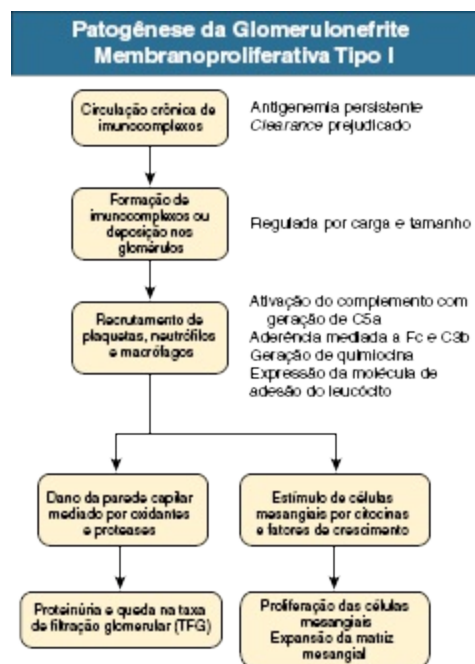 Patogênese da Glomerulonefrite
Membranoproliferativa Tipo I
Circulação crônica de
imunocomplexos
Antigenemia persistente
Clearance prejudicado
Formação de
imunocomplexos ou
deposição nos
glomérulos
Regulada por carga e tamanho
Recrutamento de
plaquetas, neutrófilos
e macrófagos
Ativação do complemento com
geração de C5a
Aderência mediada a Fc e C3b
Geração de quimiocina
Expressão da molécula de
adesão do leucócito
Dano da parede capilar
mediado por oxidantes
e proteases
Estímulo de células
mesangiais por citocinas
e fatores de crescimento
Proteinúria e queda na taxa
de filtração glomerular (TFG)
Proliferação das células
mesangiais
Expansão da matriz
mesangial